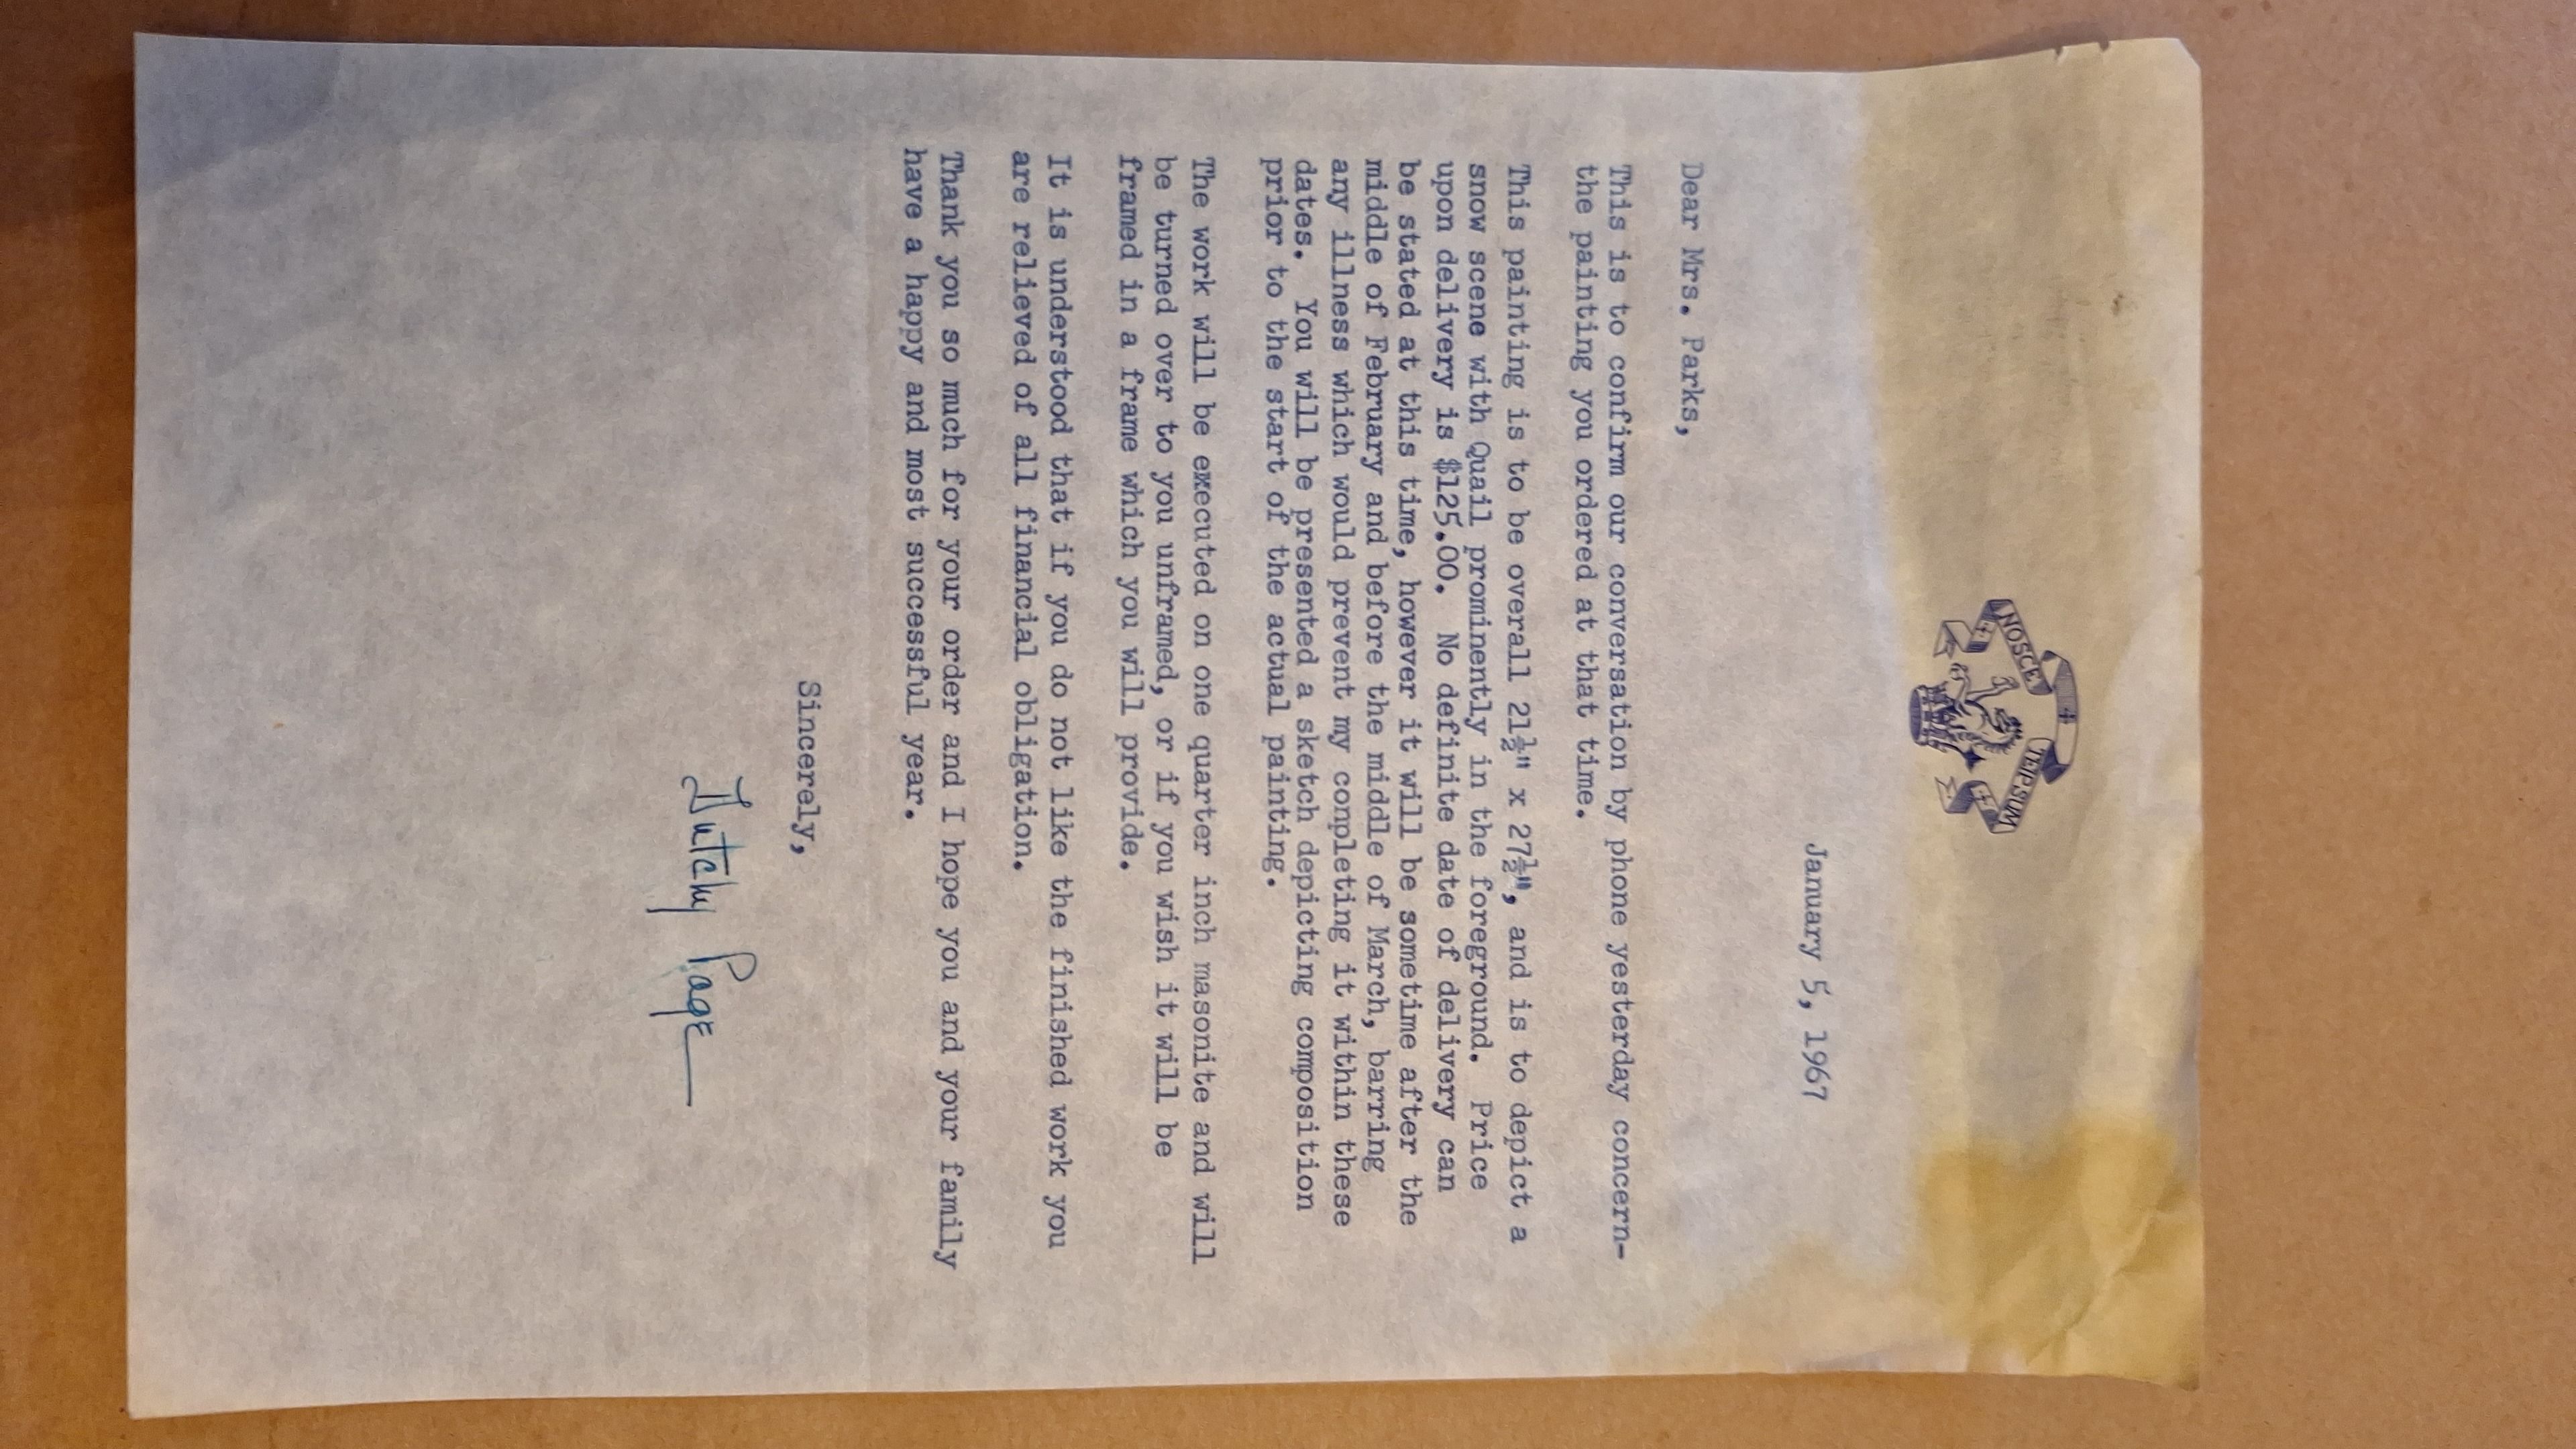 NOSCE TEIPSUM
January 5, 1967
Dear Mrs. Parks,
This is to confirm our conversation by phone yesterday concern-
the painting you ordered at that time.
This painting is to be overall 21½" x 27½", and is to depict a
snow scene with Quail prominently in the foreground.  Price
upon delivery is $125.00.  No definite date of delivery can
be stated at this time, however it will be sometime after the
middle of February and before the middle of March, barring
any illness which would prevent my conpleting it within these
dates.  You will be presented a sketch depicting composition
prior to the start of the actual painting.
The work will be executed on one quarter inch masonite and will
be turned over to you unframed, or if you wish it will be
framed in a frame which you will provide.
It is understood that if you do not like the finished work you
are relieved of all financial obligation.
Thank you so much for your order and I hope you and your family
have a happy and most successful year.
Sincerely,
Dutchy Page